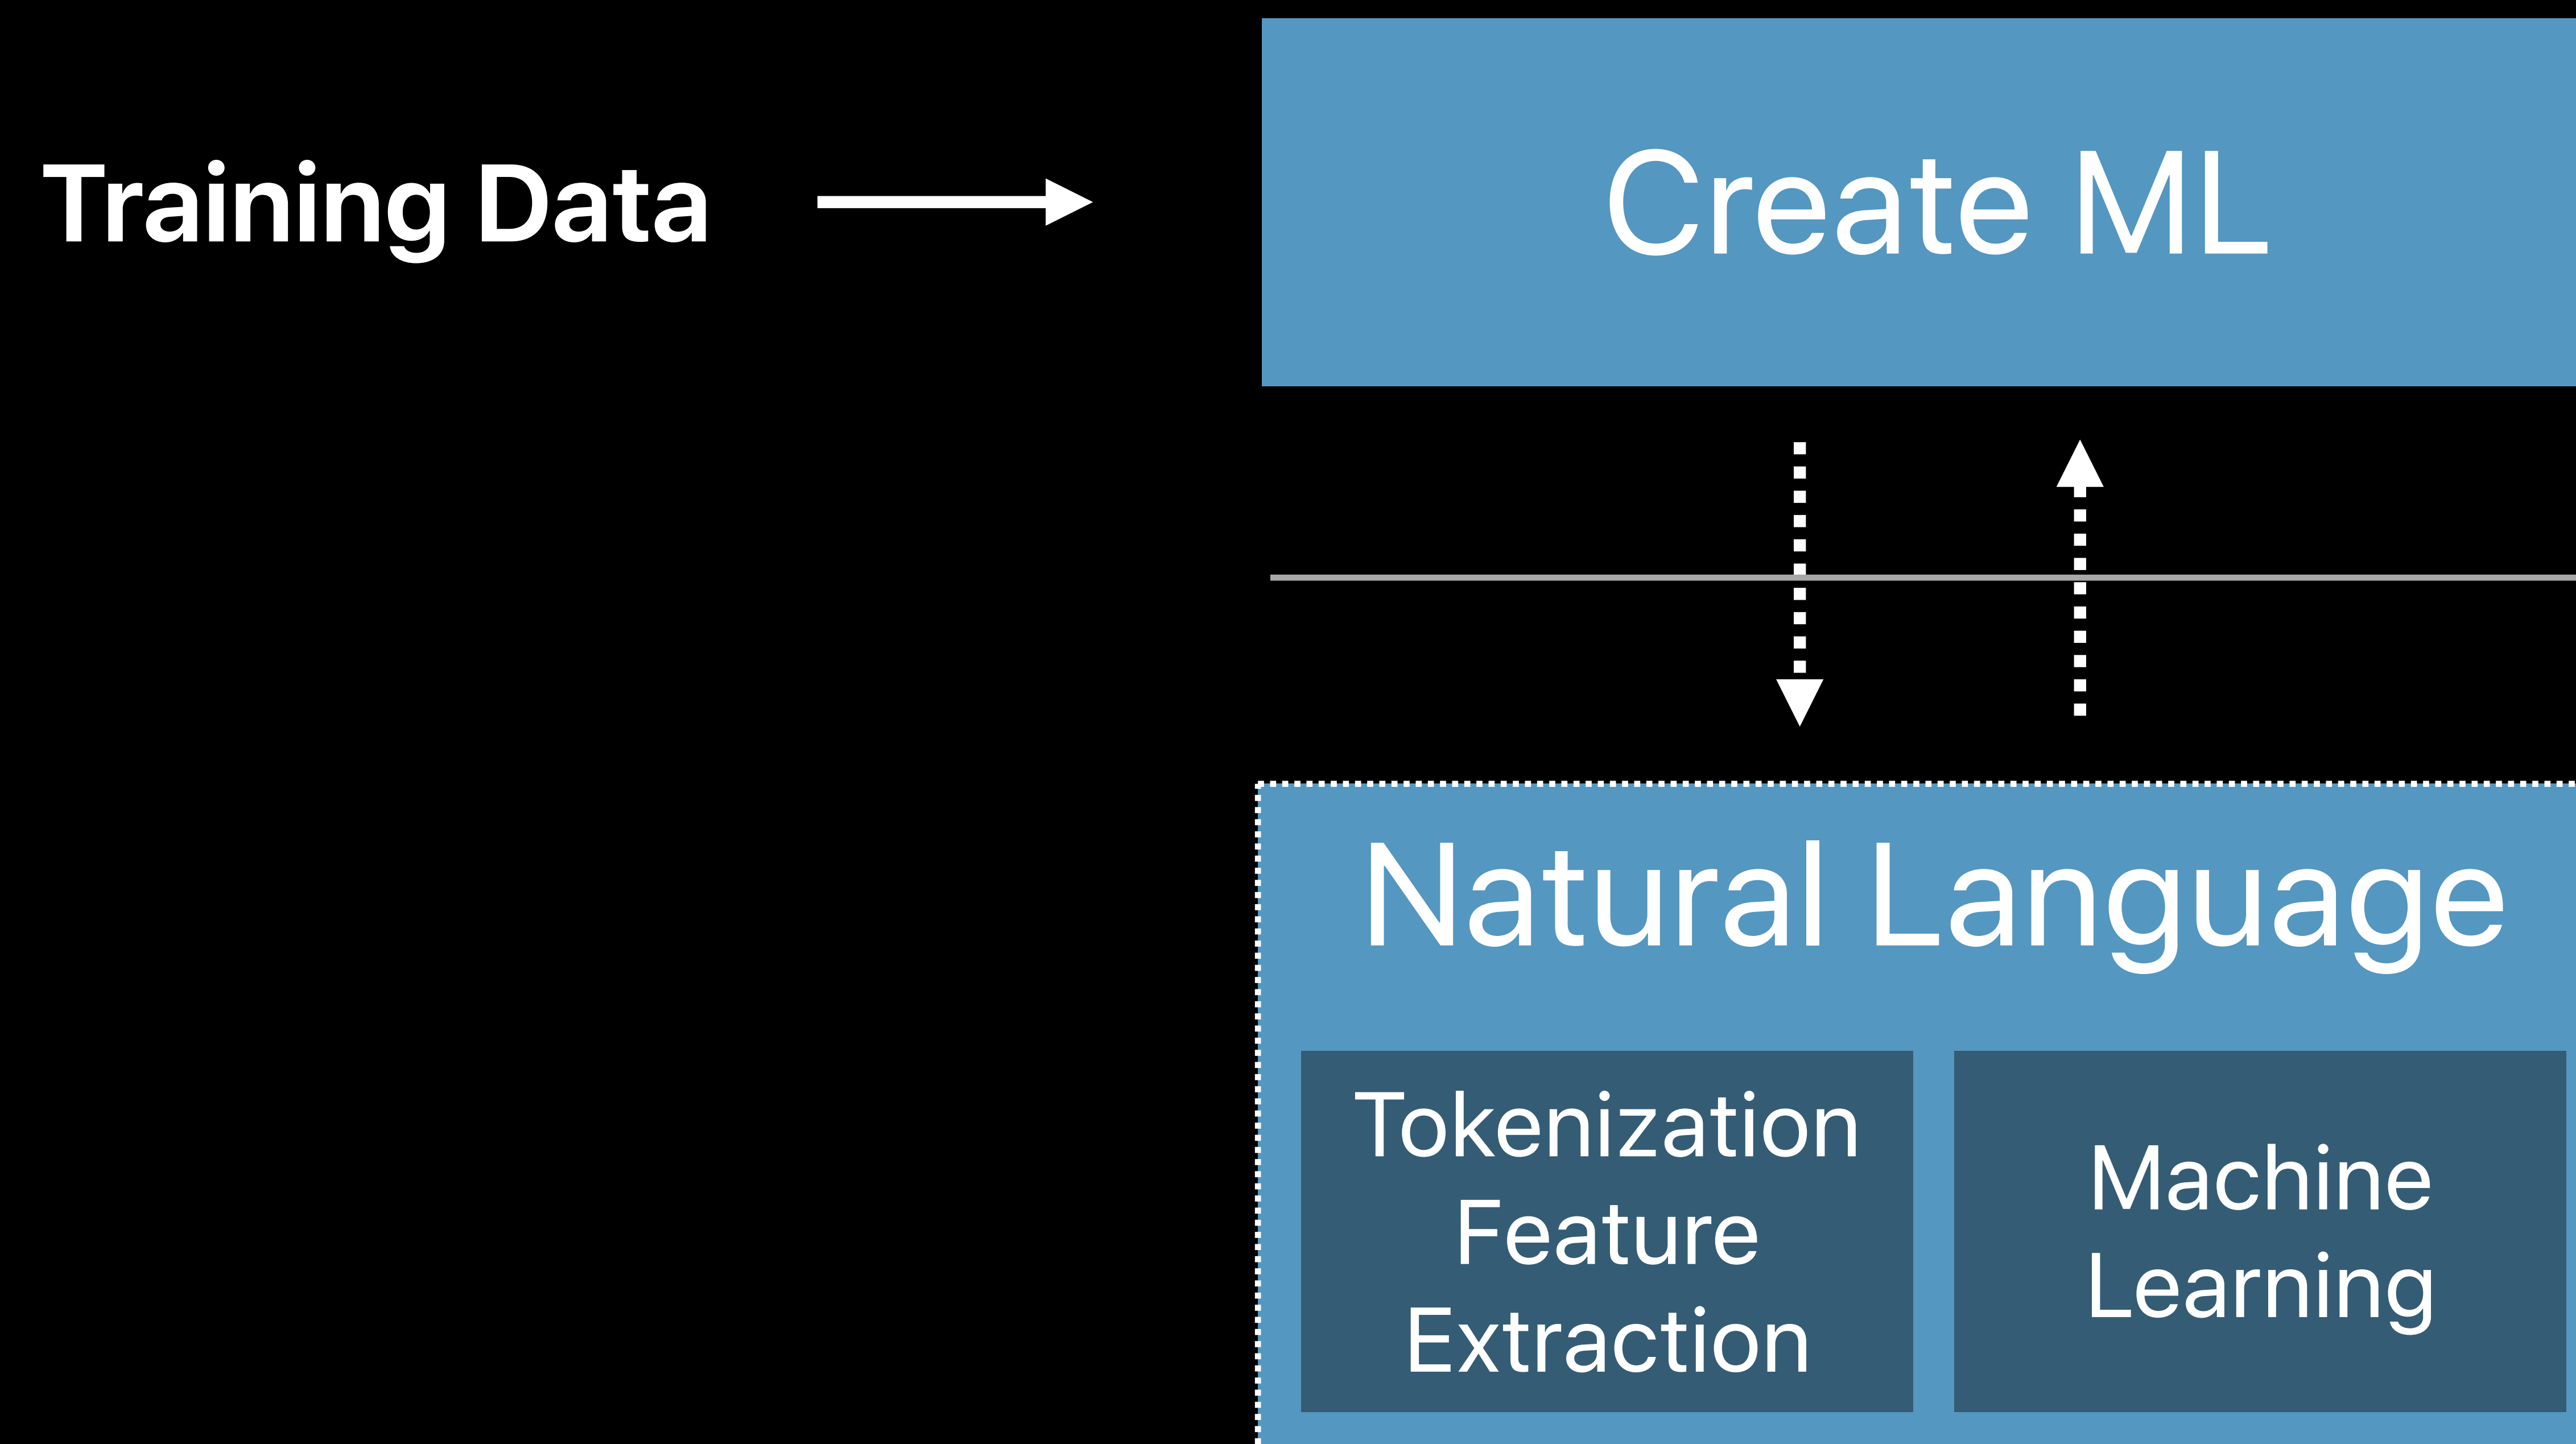 Training Data
Create ML
Natural Language
Tokenization
Feature
Extraction
Machine
Learning